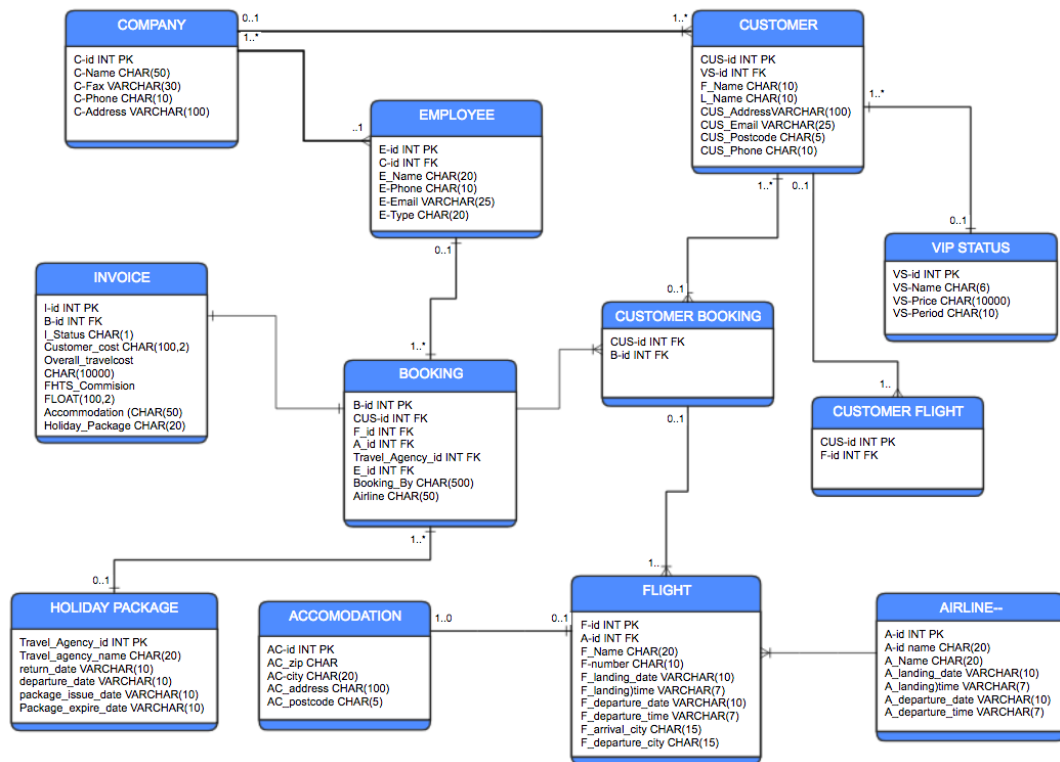 COMPANY
C-id INT PK
C-Name CHAR(50)
C-Fax VARCHAR(30)
C-Phone CHAR(10)
C-Address VARCHAR(100)
0..1
1..*
1..*
CUSTOMER
CUS-id INT PK
VS-id INT FK
F_Name CHAR(10)
L_Name CHAR(10)
CUS_AddressVARCHAR(100)
CUS_Email VARCHAR(25)
CUS_Postcode CHAR(5)
CUS_Phone CHAR(10)
1..*
1..*
0..1
..1
EMPLOYEE
E-id INT PK
C-id INT FK
E_Name CHAR(20)
E-Phone CHAR(10)
E-Email VARCHAR(25)
E-Type CHAR(20)
0..1
0..1
VIP STATUS
VS-id INT PK
VS-Name CHAR(6)
VS-Price CHAR(10000)
VS-Period CHAR(10)
INVOICE
I-id INT PK
B-id INT FK
I_Status CHAR(1)
Customer_cost CHAR(100,2)
Overall_travelcost
CHAR(10000)
FHTS_Commision
FLOAT(100,2)
Accommodation (CHAR(50)
Holiday_Package CHAR(20)
0..1
CUSTOMER BOOKING
CUS-id INT FK
B-id INT FK
0..1
1..*
BOOKING
B-id INT PK
CUS-id INT FK
F_id INT FK
A_id INT FK
Travel_Agency_id INT FK
E_id INT FK
Booking_By CHAR(500)
Airline CHAR(50)
1..*
1..
CUSTOMER FLIGHT
CUS-id INT PK
F-id INT FK
0..1
HOLIDAY PACKAGE
Travel_Agency_id INT PK
Travel_agency_name CHAR(20)
return_date VARCHAR(10)
departure_date VARCHAR(10)
package_issue_date VARCHAR(10)
Package_expire_date VARCHAR(10)
ACCOMODATION
AC-id INT PK
AC_zip CHAR
AC-city CHAR(20)
AC_address CHAR(100)
AC_postcode CHAR(5)
1..0
0..1
1..
FLIGHT
F-id INT PK
A-id INT FK
F_Name CHAR(20)
F-number CHAR(10)
F_landing_date VARCHAR(10)
F_landing)time VARCHAR(7)
F_departure_date VARCHAR(10)
F_departure_time VARCHAR(7)
F_arrival_city CHAR(15)
F_departure_city CHAR(15)
AIRLINE--
A-id INT PK
A-id name CHAR(20)
A_Name CHAR(20)
A_landing_date VARCHAR(10)
A_landing)time VARCHAR(7)
A_departure_date VARCHAR(10)
A_departure_time VARCHAR(7)